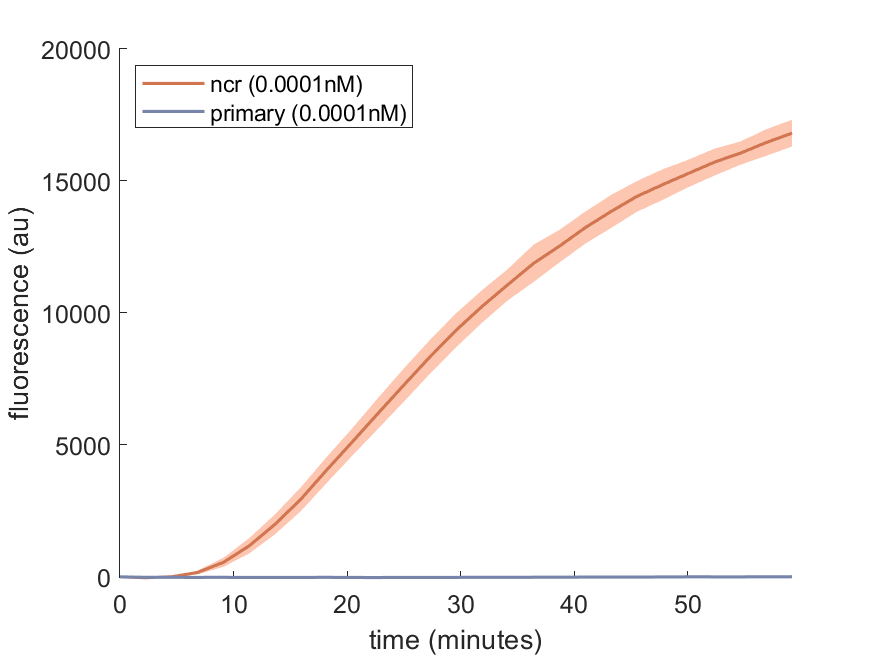 20000
ncr (0.0001nM)
primary (0.0001nM)
15000
10000
5000
0
fluorescence (au)
0 10 20 30 40 50
time (minutes)